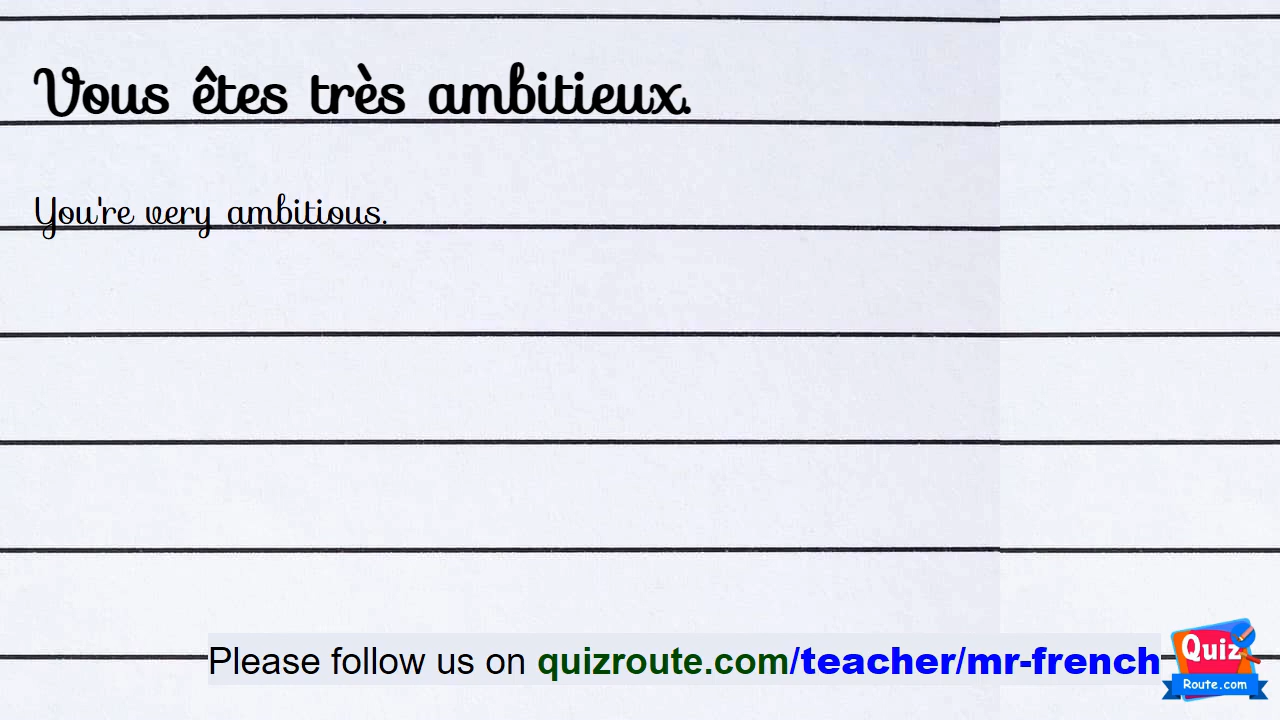 Vous êtes très ambitieux.
You're very ambitious.
Please follow us on quizroute.com/teacher/mr-french
Quiz
Route.com